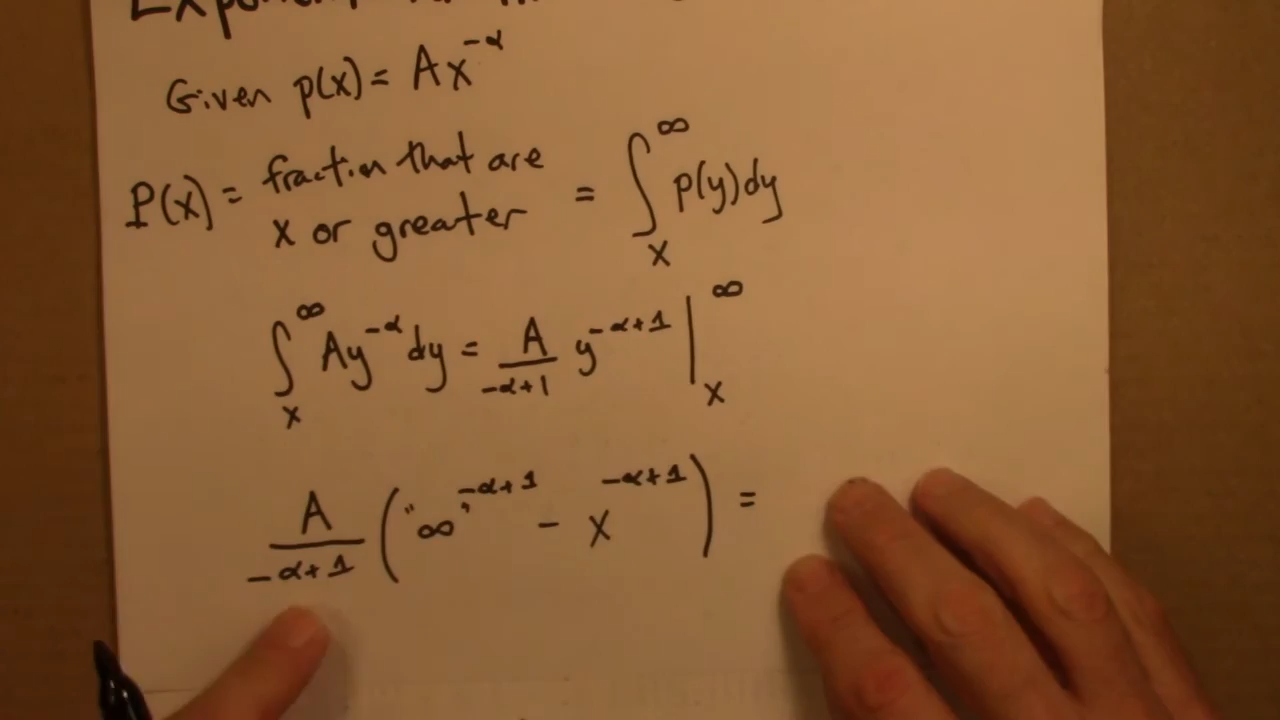 Given p(x) = Ax^{-α}
P(x) = fraction that are x or greater = ∫_x^∞ p(y)dy
∫_x^∞ Ay^{-α} dy = A/(-α+1) y^{-α+1} |_x^∞
A/(-α+1) ("∞"^{-α+1} - x^{-α+1}) =